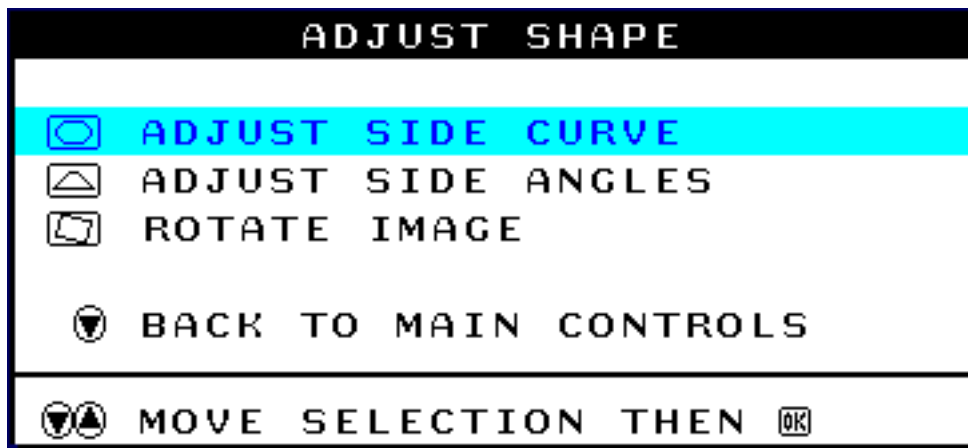 ADJUST SHAPE
ADJUST SIDE CURVE
ADJUST SIDE ANGLES
ROTATE IMAGE
BACK TO MAIN CONTROLS
MOVE SELECTION THEN OK